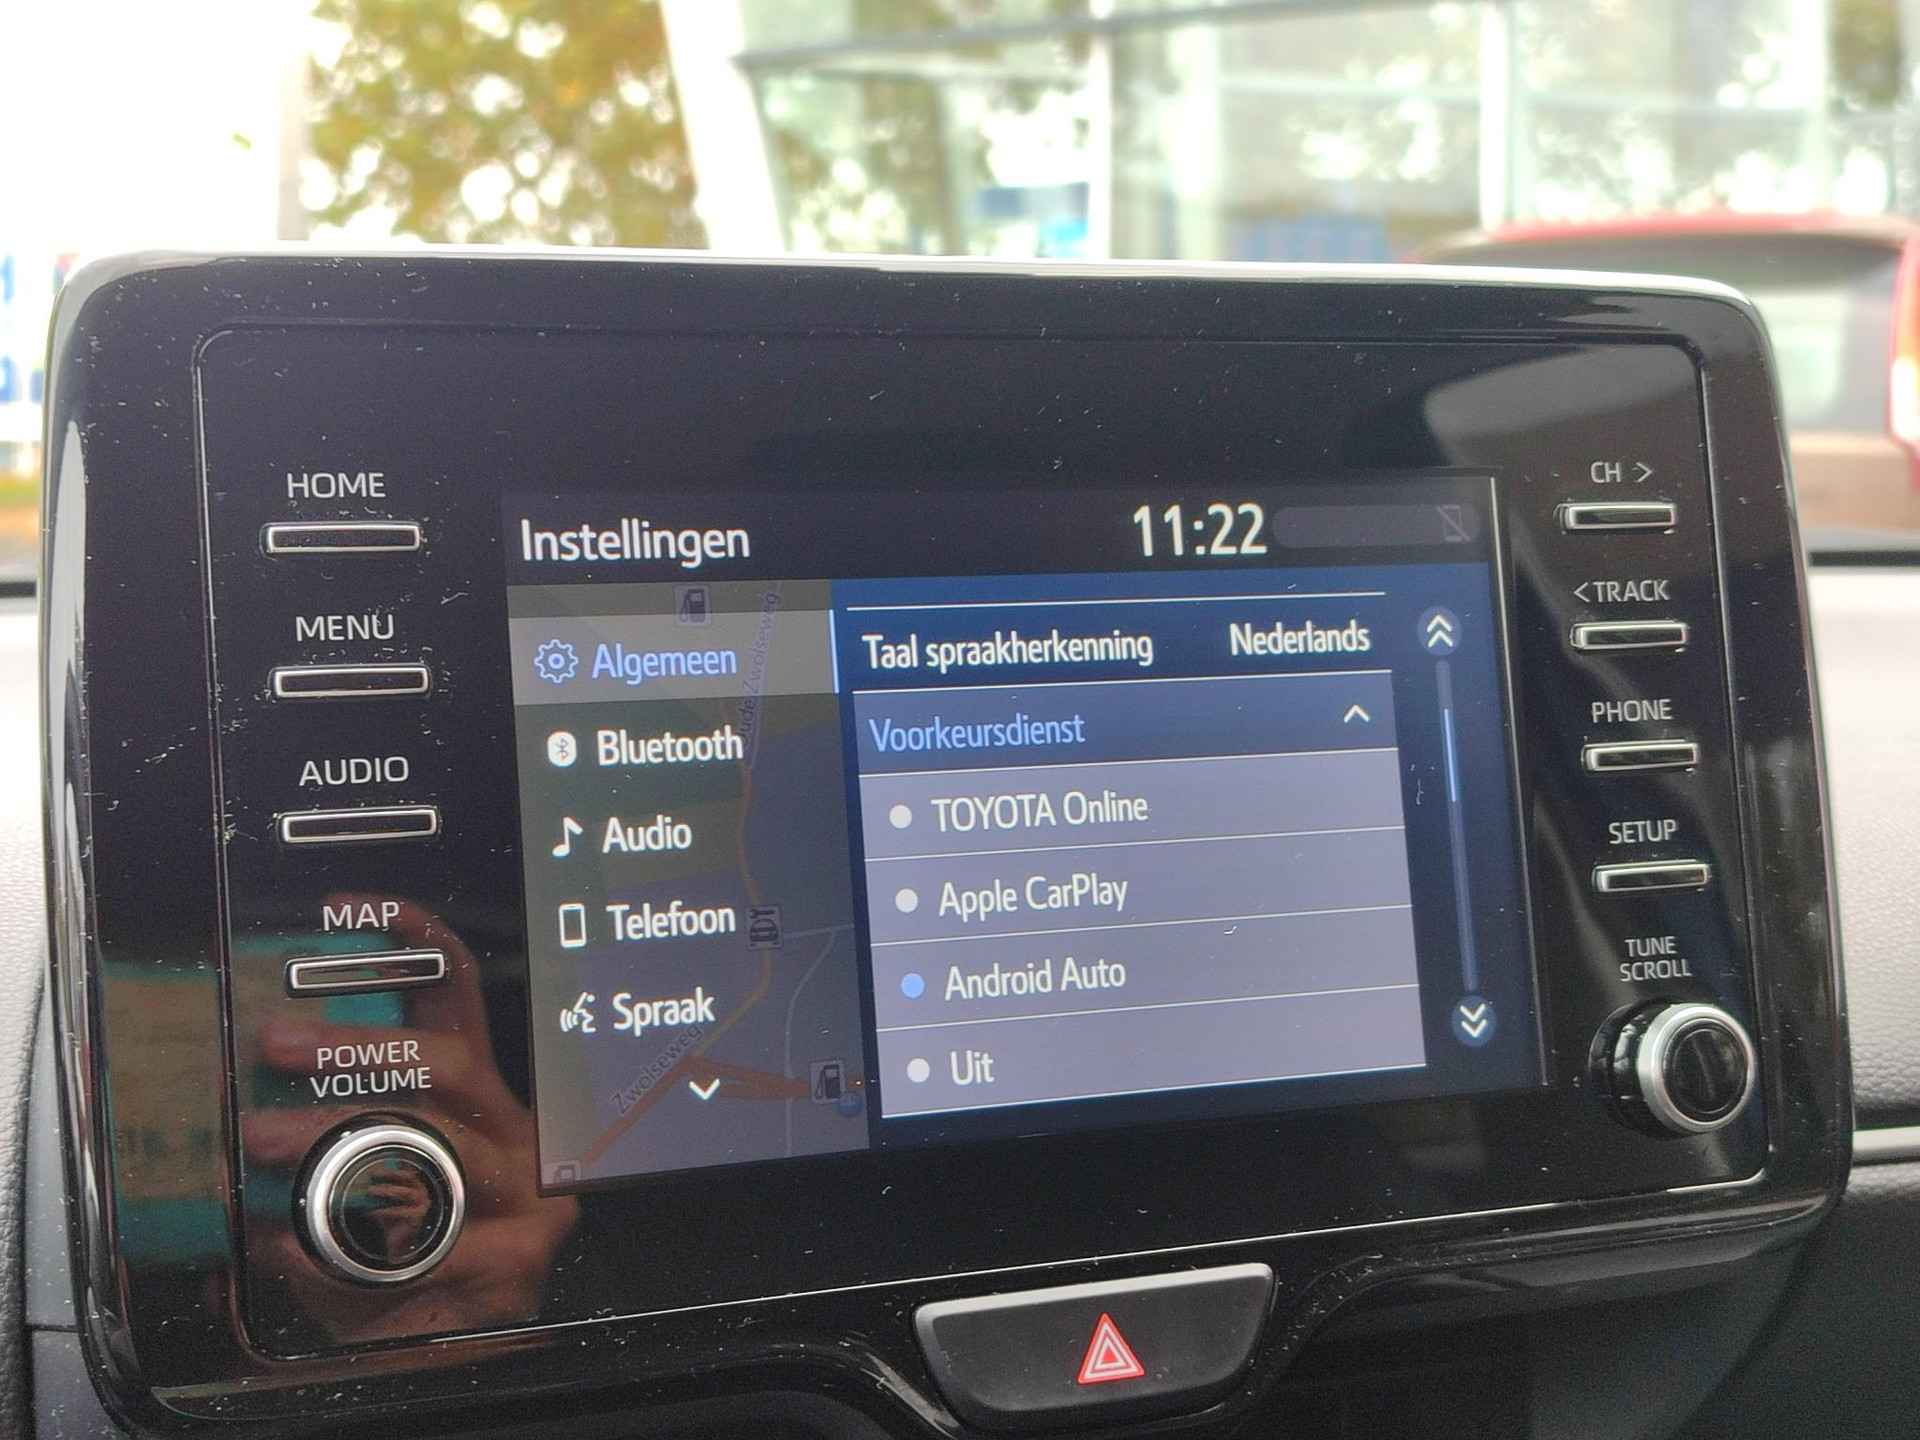 HOME
MENU
AUDIO
MAP
POWER
VOLUME
Instellingen
11:22
Algemeen
Bluetooth
Audio
Telefoon
Spraak
Zwolseweg
Taal spraakherkenning Nederlands
Voorkeursdienst
TOYOTA Online
Apple CarPlay
Android Auto
Uit
CH >
< TRACK
PHONE
SETUP
TUNE
SCROLL